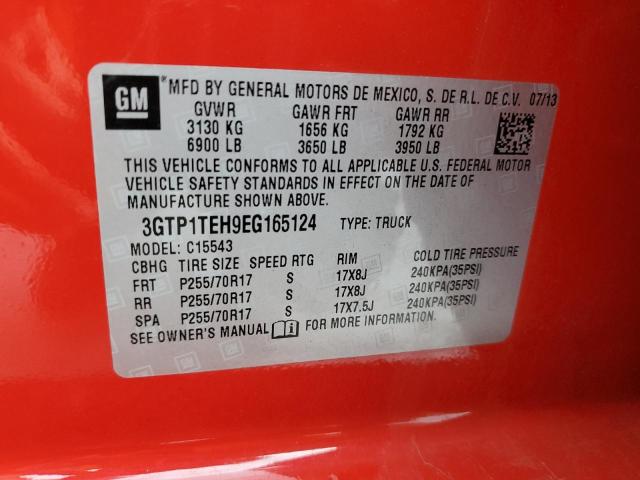 GM
*MFD BY GENERAL MOTORS DE MEXICO, S. DE R.L. DE C.V. 07/13
GVWR GAWR FRT GAWR RR
3130 KG 1656 KG 1792 KG
6900 LB 3650 LB 3950 LB
THIS VEHICLE CONFORMS TO ALL APPLICABLE U.S. FEDERAL MOTOR
VEHICLE SAFETY STANDARDS IN EFFECT ON THE DATE OF
MANUFACTURE SHOWN ABOVE.
3GTP1TEH9EG165124 TYPE: TRUCK
MODEL: C15543
CBHG TIRE SIZE SPEED RTG RIM COLD TIRE PRESSURE
FRT P255/70R17 S 17X8J 240KPA(35PSI)
RR P255/70R17 S 17X8J 240KPA(35PSI)
SPA P255/70R17 S 17X7.5J 240KPA(35PSI)
SEE OWNER'S MANUAL FOR MORE INFORMATION.